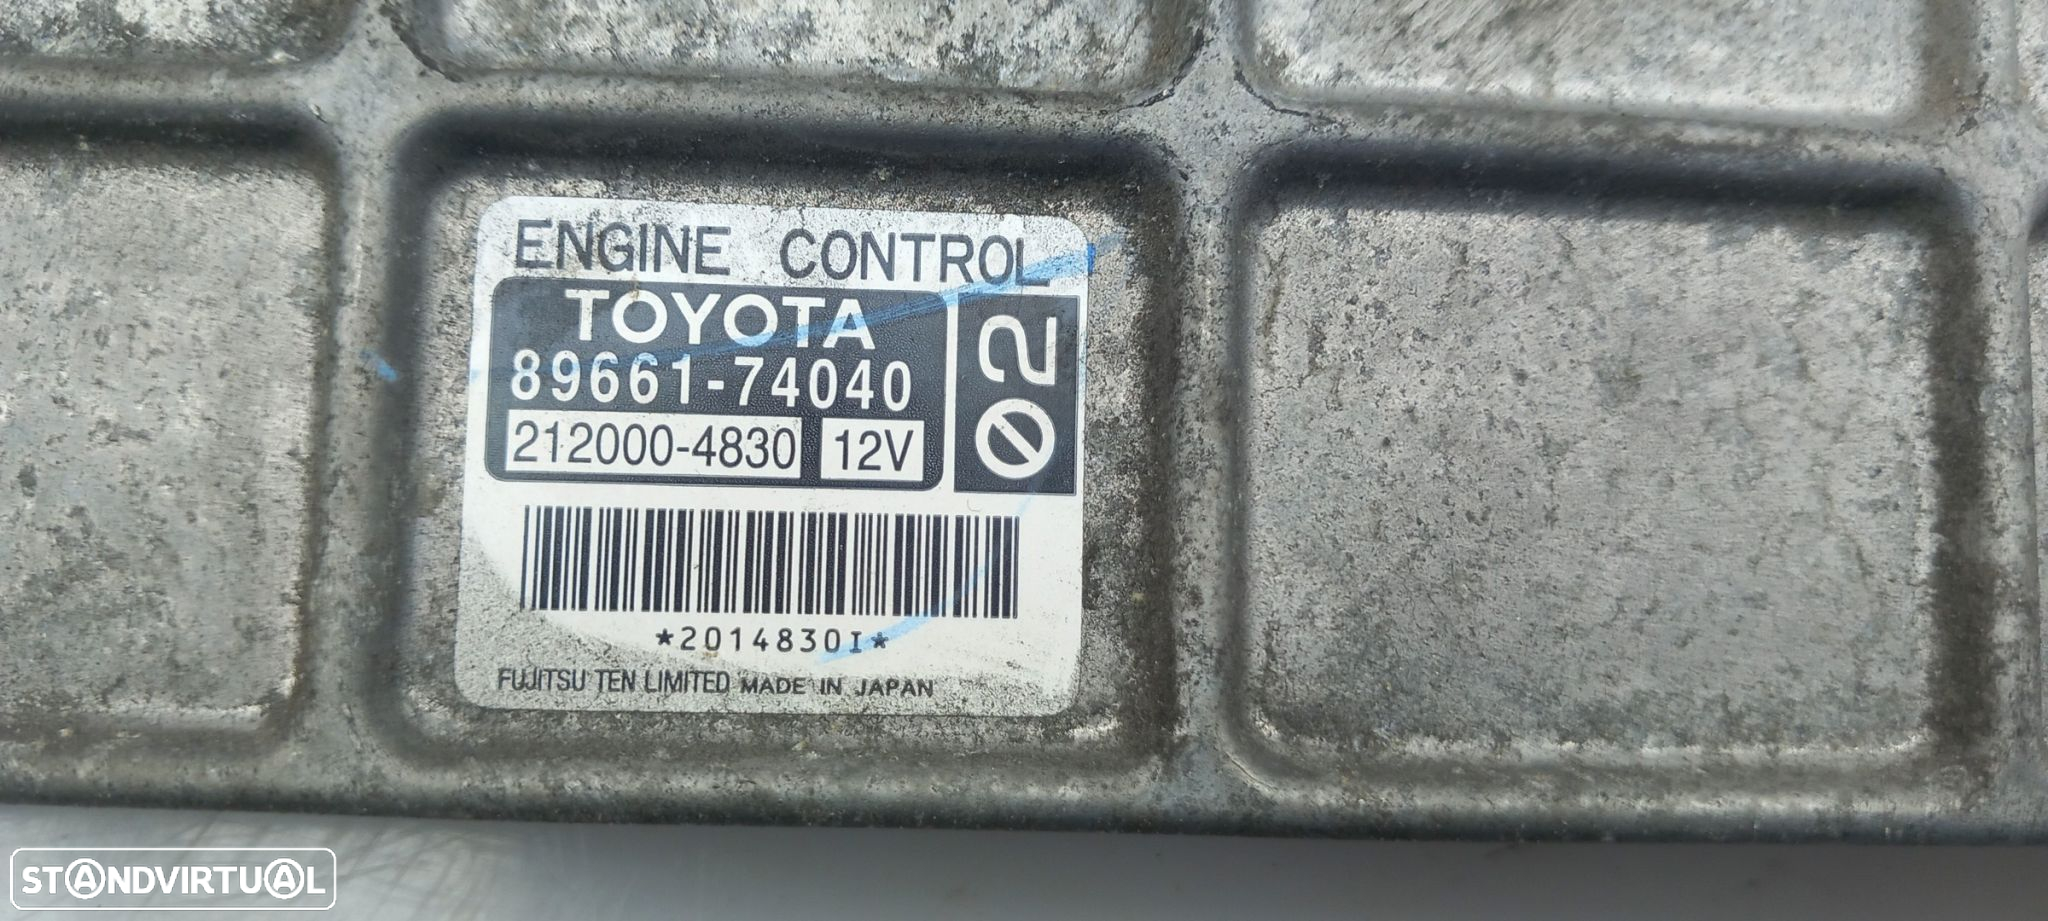 ENGINE CONTROL
TOYOTA
89661-74040
212000-4830 12V
02
*2014830I*
FUJITSU TEN LIMITED MADE IN JAPAN
STANDVIRTUAL